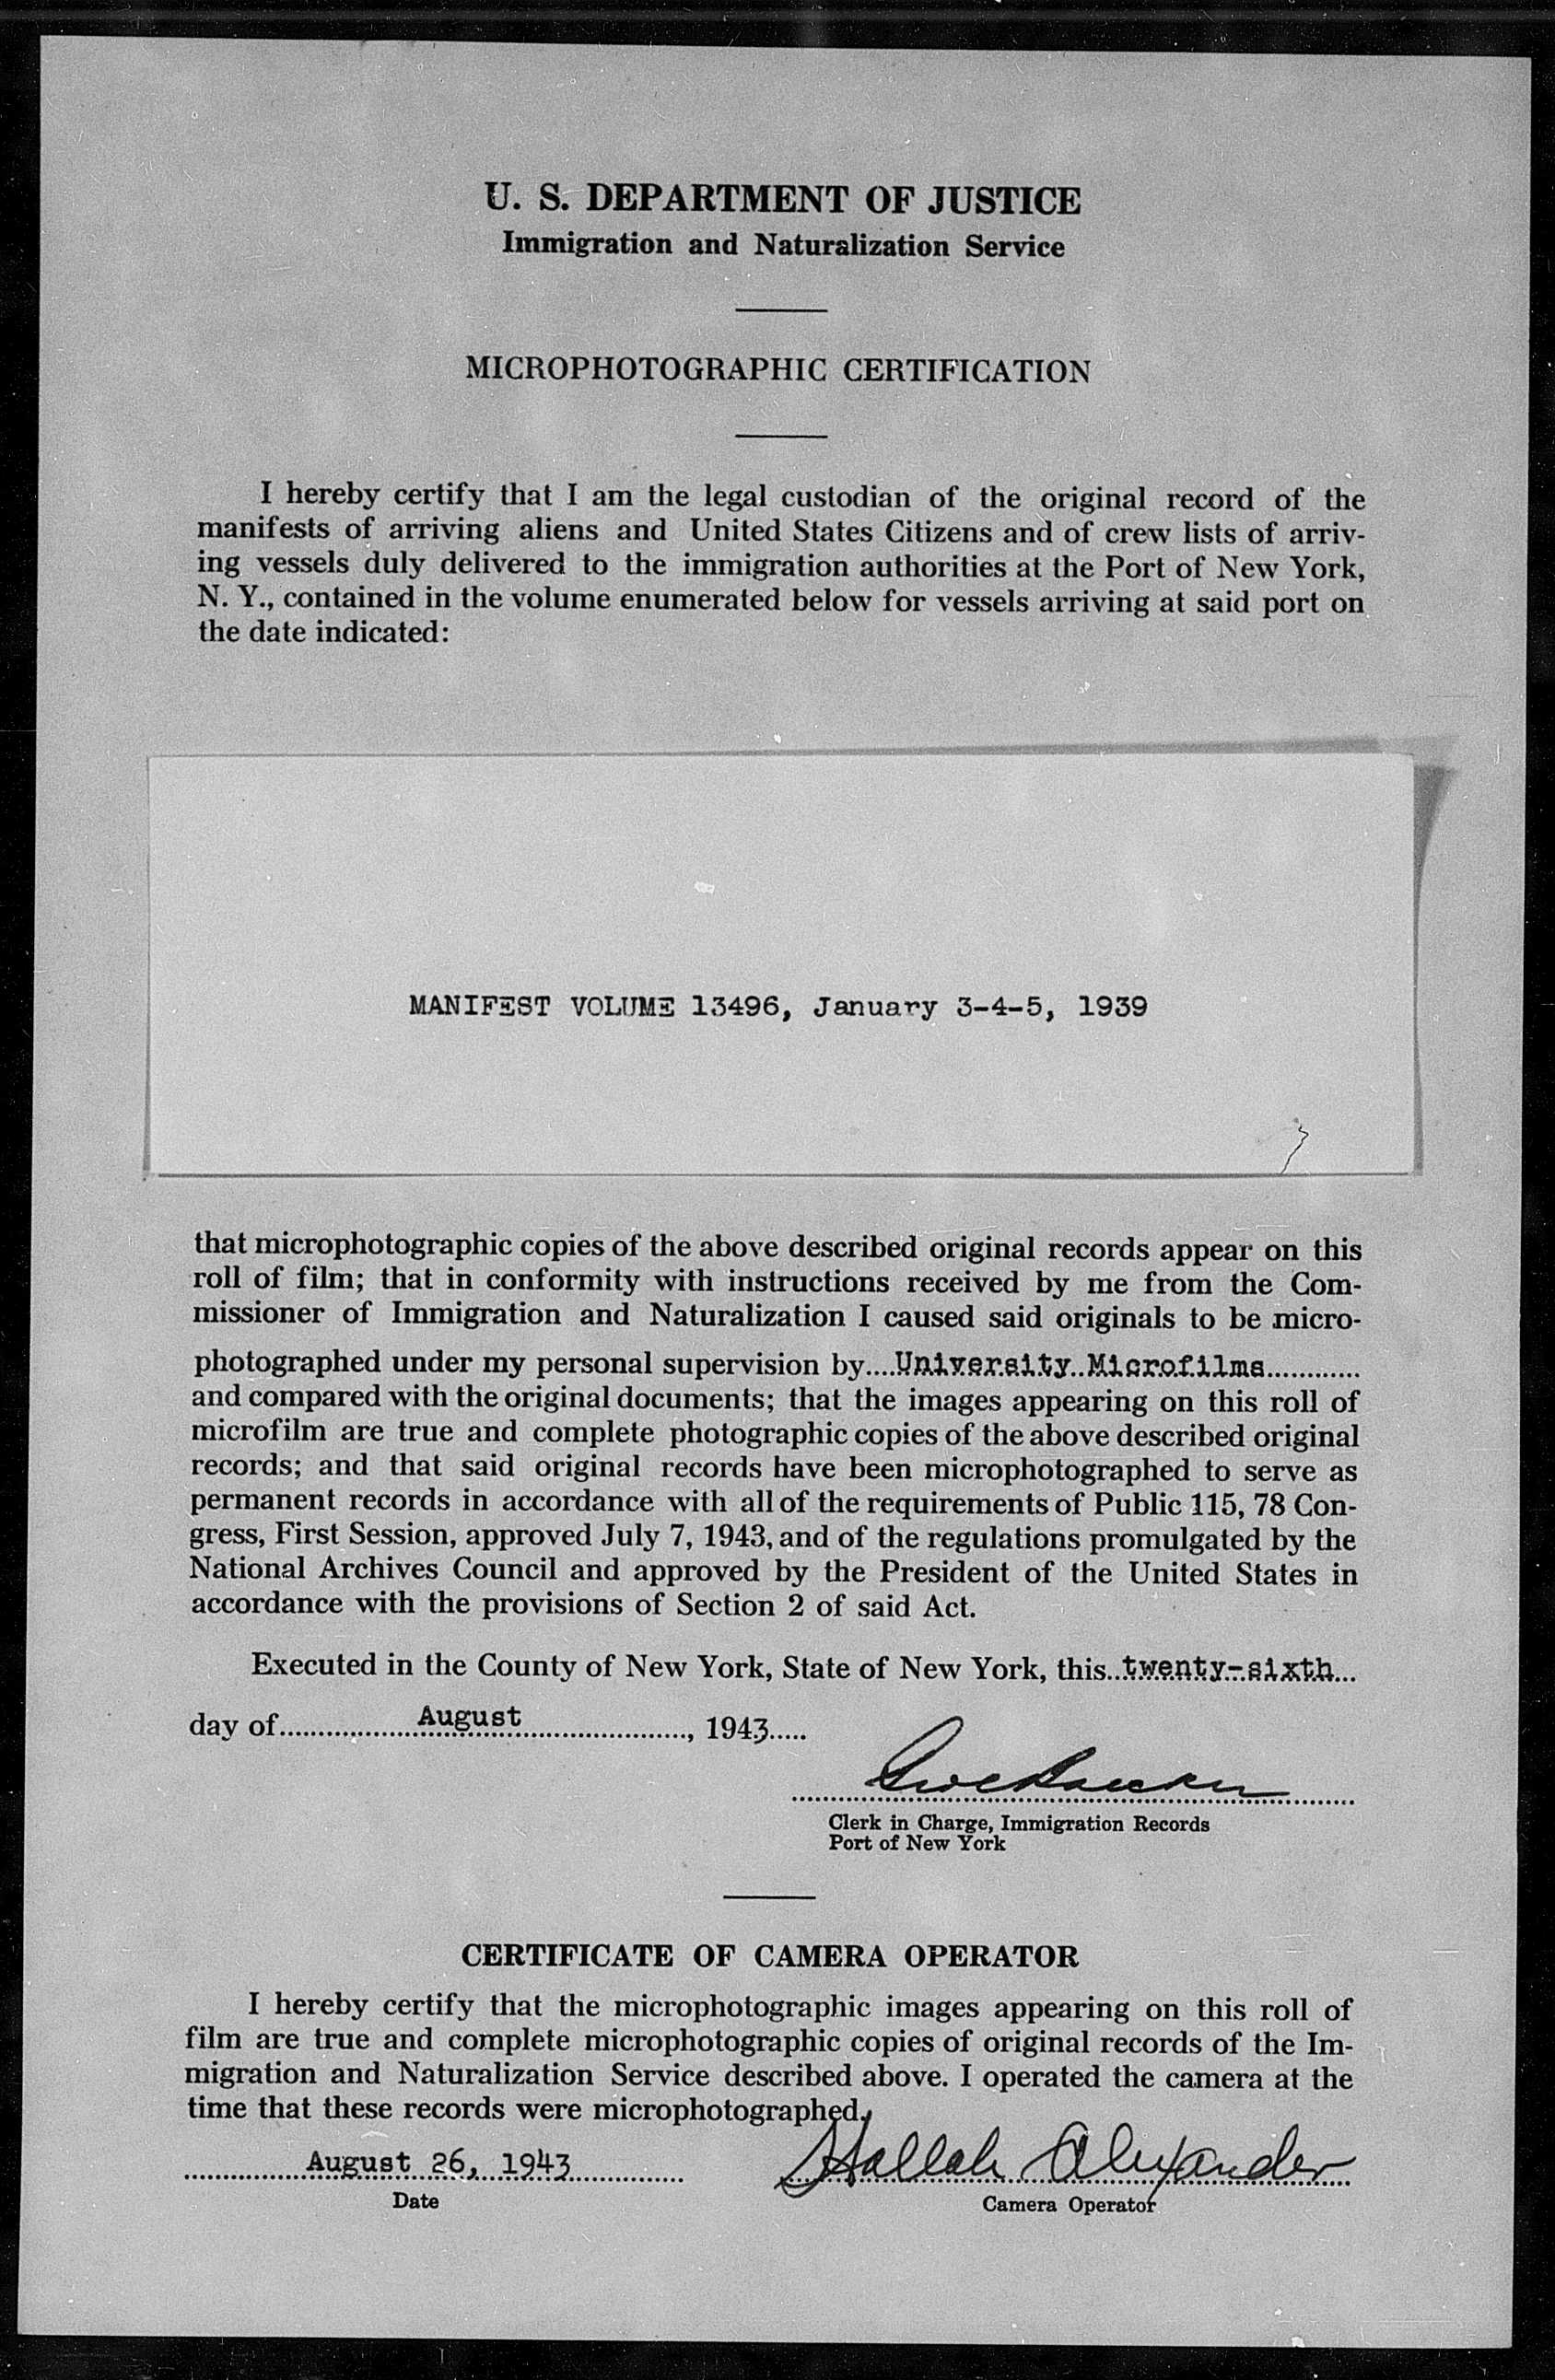 U. S. DEPARTMENT OF JUSTICE
Immigration and Naturalization Service
MICROPHOTOGRAPHIC CERTIFICATION
I hereby certify that I am the legal custodian of the original record of the
manifests of arriving aliens and United States Citizens and of crew lists of arriv-
ing vessels duly delivered to the immigration authorities at the Port of New York,
N. Y., contained in the volume enumerated below for vessels arriving at said port on
the date indicated:
MANIFEST VOLUME 13496, January 3-4-5, 1939
that microphotographic copies of the above described original records appear on this
roll of film; that in conformity with instructions received by me from the Com-
missioner of Immigration and Naturalization I caused said originals to be micro-
photographed under my personal supervision by....University Microfilms............
and compared with the original documents; that the images appearing on this roll of
microfilm are true and complete photographic copies of the above described original
records; and that said original records have been microphotographed to serve as
permanent records in accordance with all of the requirements of Public 115, 78 Con-
gress, First Session, approved July 7, 1943, and of the regulations promulgated by the
National Archives Council and approved by the President of the United States in
accordance with the provisions of Section 2 of said Act.
Executed in the County of New York, State of New York, this..twenty-sixth...
day of..................August......................, 1943.....
Clerk in Charge, Immigration Records
Port of New York
CERTIFICATE OF CAMERA OPERATOR
I hereby certify that the microphotographic images appearing on this roll of
film are true and complete microphotographic copies of original records of the Im-
migration and Naturalization Service described above. I operated the camera at the
time that these records were microphotographed.
August 26, 1943 Hallah Alexander
Date Camera Operator